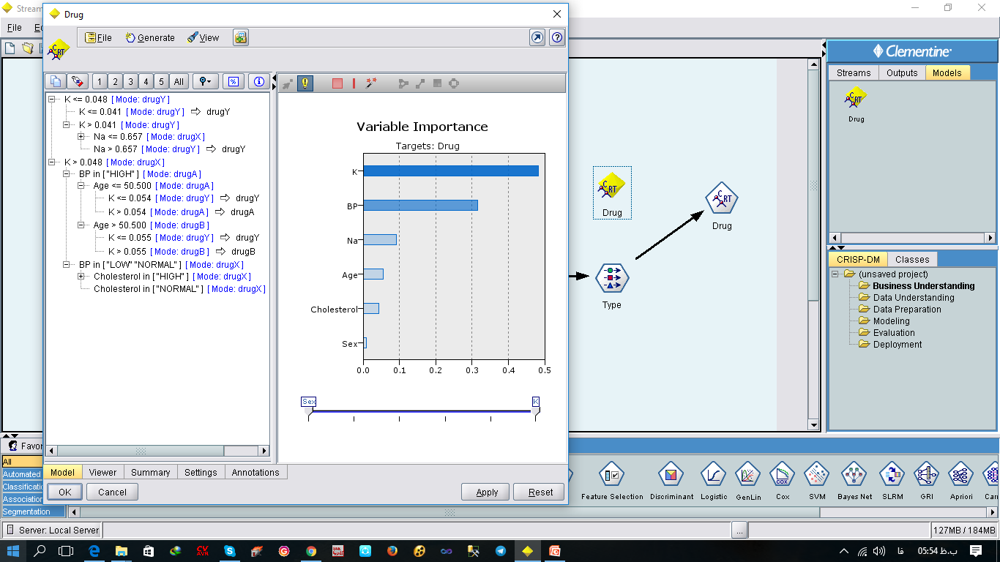 Stream
Drug
File
File
Generate
View
Clementine
1 2 3 4 5 All
K <= 0.048 [ Mode: drugY ]
K <= 0.041 [ Mode: drugY ] ⇨ drugY
K > 0.041 [ Mode: drugY ]
Na <= 0.657 [ Mode: drugX ]
Na > 0.657 [ Mode: drugY ] ⇨ drugY
K > 0.048 [ Mode: drugX ]
BP in [ "HIGH" ] [ Mode: drugA ]
Age <= 50.500 [ Mode: drugA ]
K <= 0.054 [ Mode: drugY ] ⇨ drugY
K > 0.054 [ Mode: drugA ] ⇨ drugA
Age > 50.500 [ Mode: drugB ]
K <= 0.055 [ Mode: drugY ] ⇨ drugY
K > 0.055 [ Mode: drugB ] ⇨ drugB
BP in [ "LOW" "NORMAL" ] [ Mode: drugX ]
Cholesterol in [ "HIGH" ] [ Mode: drugX ]
Cholesterol in [ "NORMAL" ] [ Mode: drugX ]
Variable Importance
Targets: Drug
K
BP
Na
Age
Cholesterol
Sex
0.0 0.1 0.2 0.3 0.4 0.5
Sex K
Model Viewer Summary Settings Annotations
OK Cancel Apply Reset
C RT
Drug
C RT
Drug
Type
Streams Outputs Models
Drug
CRISP-DM Classes
(unsaved project)
Business Understanding
Data Understanding
Data Preparation
Modeling
Evaluation
Deployment
Favor
All
Automated
Classificatio
Association
Segmentation
Feature Selection Discriminant Logistic GenLin Cox SVM Bayes Net SLRM GRI Apriori Carm
COX
Server: Local Server
...
127MB / 184MB
فا
05:54 ب.ظ